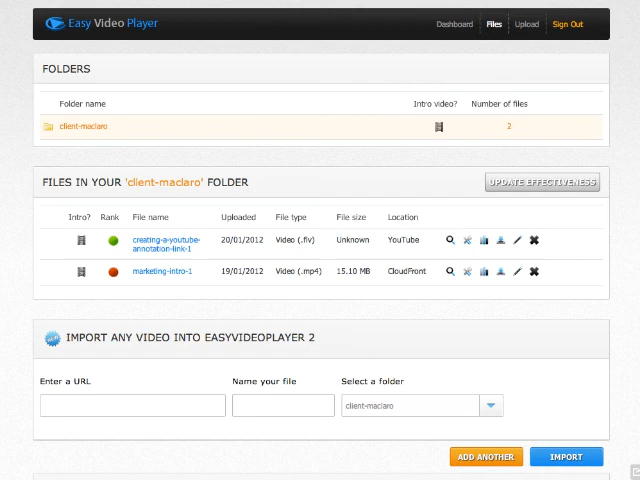 Easy Video Player
Dashboard Files Upload Sign Out
FOLDERS
Folder name Intro video? Number of files
client-maclaro 2
FILES IN YOUR 'client-maclaro' FOLDER UPDATE EFFECTIVENESS
Intro? Rank File name Uploaded File type File size Location
creating-a-youtube- 20/01/2012 Video (.flv) Unknown YouTube
annotation-link-1
marketing-intro-1 19/01/2012 Video (.mp4) 15.10 MB CloudFront
IMPORT ANY VIDEO INTO EASYVIDEOPLAYER 2
Enter a URL Name your file Select a folder
client-maclaro
ADD ANOTHER IMPORT